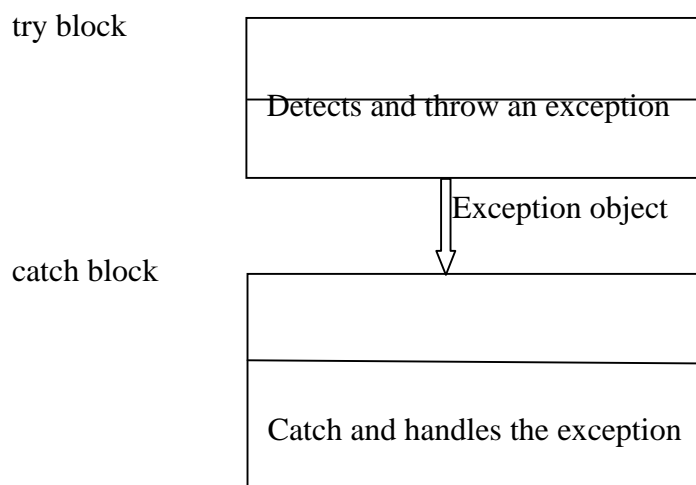 try block
Detects and throw an exception
Exception object
catch block
Catch and handles the exception